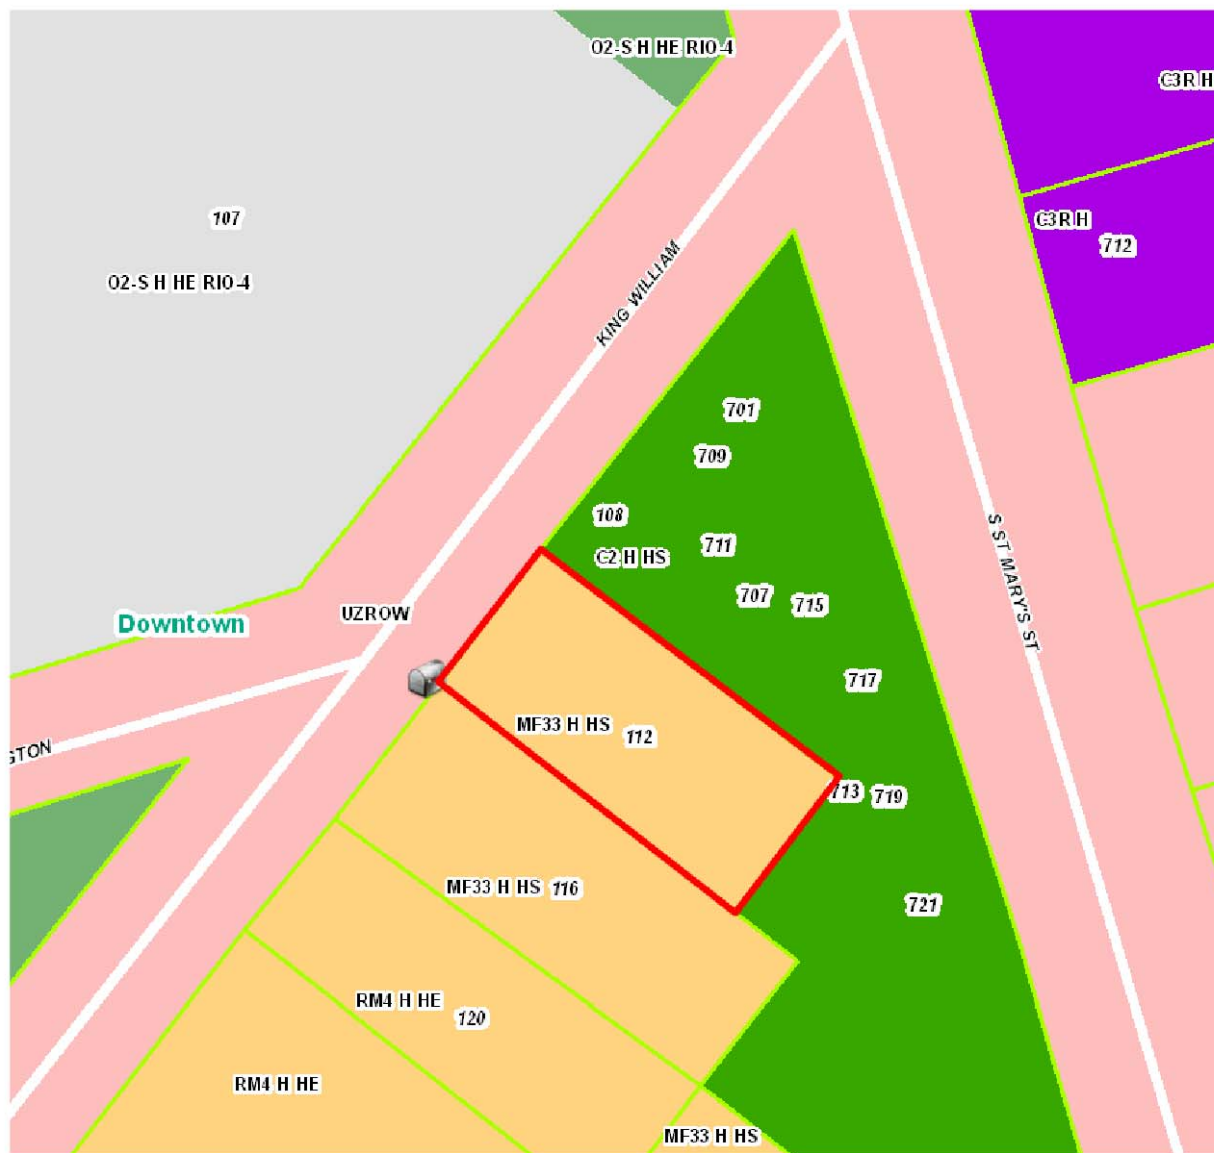 O2-S H HE RIO-4
C3R H
107
C3R H
712
O2-S H HE RIO-4
KING WILLIAM
701
709
108
711
C2 H HS
S ST MARY'S ST
707
715
Downtown
UZROW
717
MF33 H HS 112
GTON
713
719
MF33 H HS 116
721
RM4 H HE
120
RM4 H HE
MF33 H HS